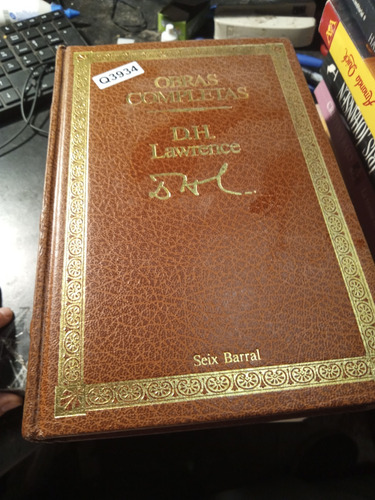 Q3934
OBRAS
COMPLETAS
D.H.
Lawrence
Seix Barral